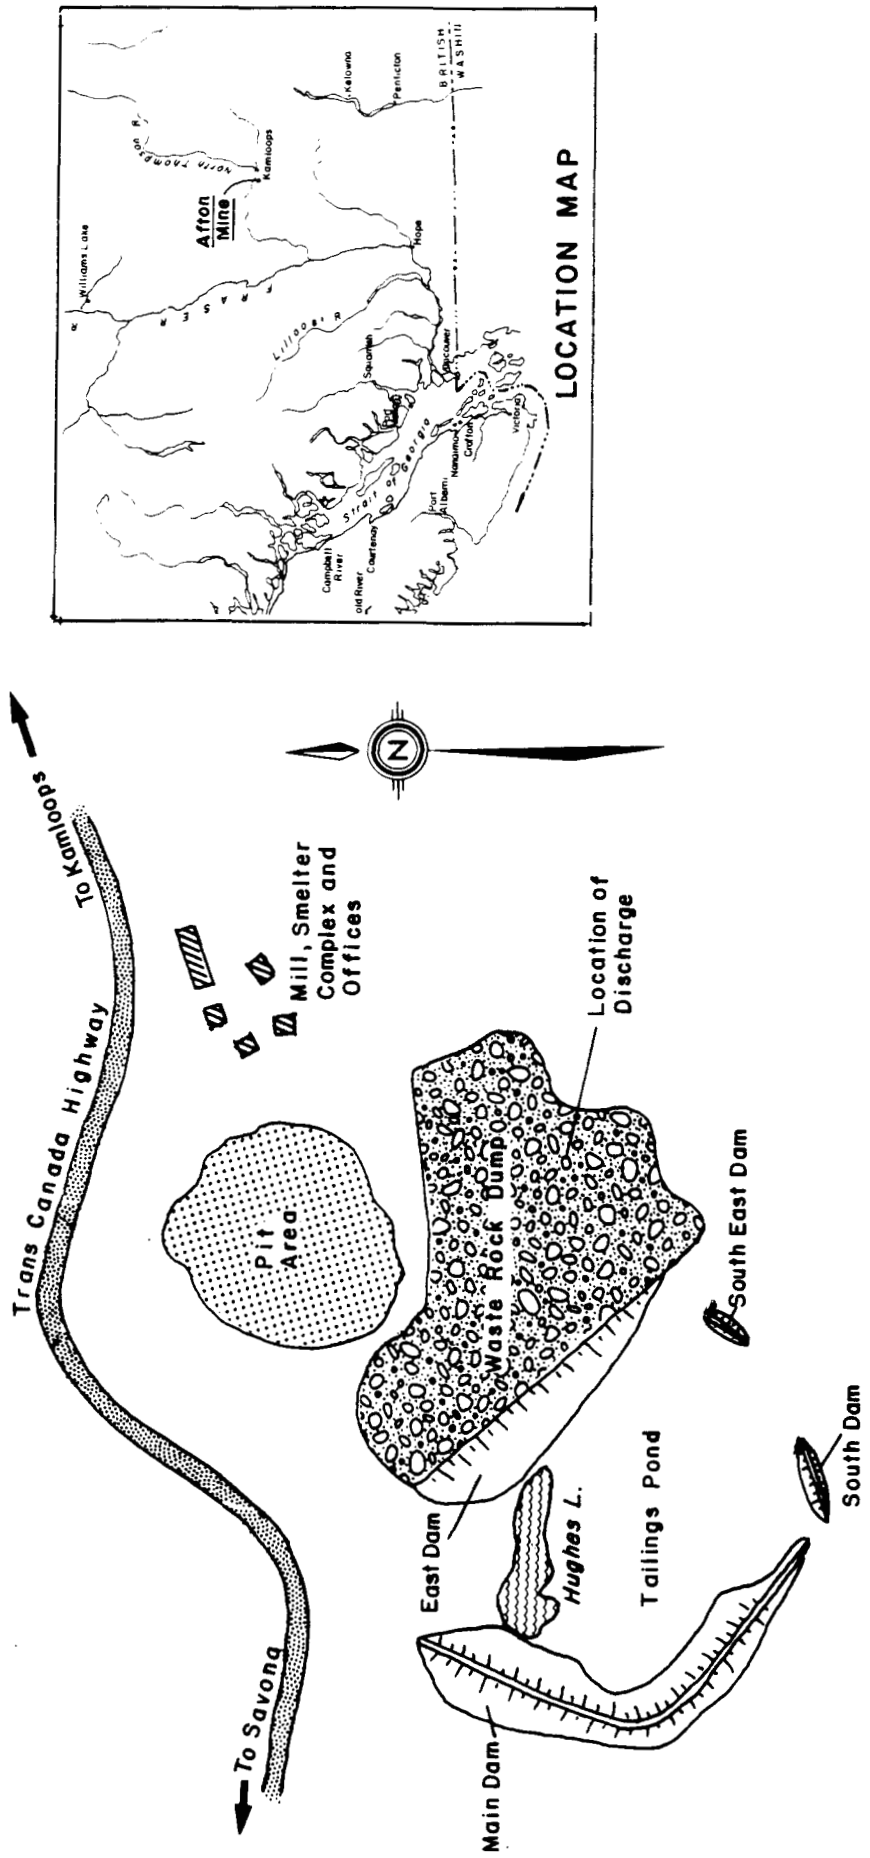 To Savona
Trans Canada Highway
To Kamloops
Pit
Area
Mill, Smelter
Complex and
Offices
N
East Dam
Waste Rock Dump
Main Dam
Hughes L.
Location of
Discharge
Tailings Pond
South East Dam
South Dam
Williams Lake
R
FRASER
North Thompson R.
Afton
Mine
Kamloops
Lillooet R
Kelowna
Penticton
Campbell
River
Squamish
Strait of Georgia
old River
Courtenay
Hope
Port
Alberni
Nanaimo
Crofton
Victoria
BRITISH
LOCATION MAP